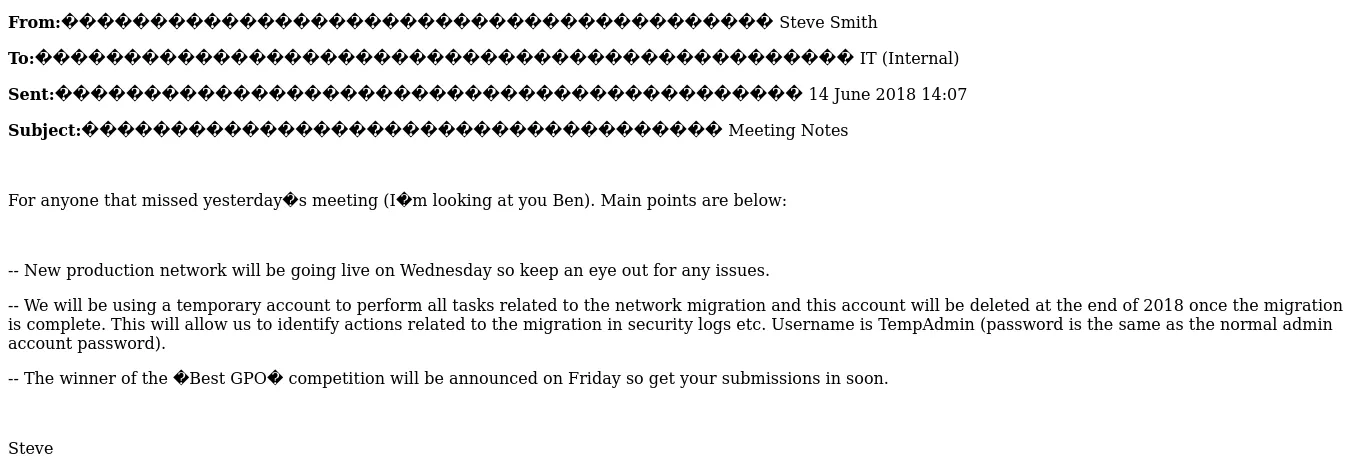 From:���������������������������������������������������� Steve Smith
To:������������������������������������������������������������ IT (Internal)
Sent:������������������������������������������������������� 14 June 2018 14:07
Subject:����������������������������������������������� Meeting Notes
For anyone that missed yesterday�s meeting (I�m looking at you Ben). Main points are below:
-- New production network will be going live on Wednesday so keep an eye out for any issues.
-- We will be using a temporary account to perform all tasks related to the network migration and this account will be deleted at the end of 2018 once the migration
is complete. This will allow us to identify actions related to the migration in security logs etc. Username is TempAdmin (password is the same as the normal admin
account password).
-- The winner of the �Best GPO� competition will be announced on Friday so get your submissions in soon.
Steve